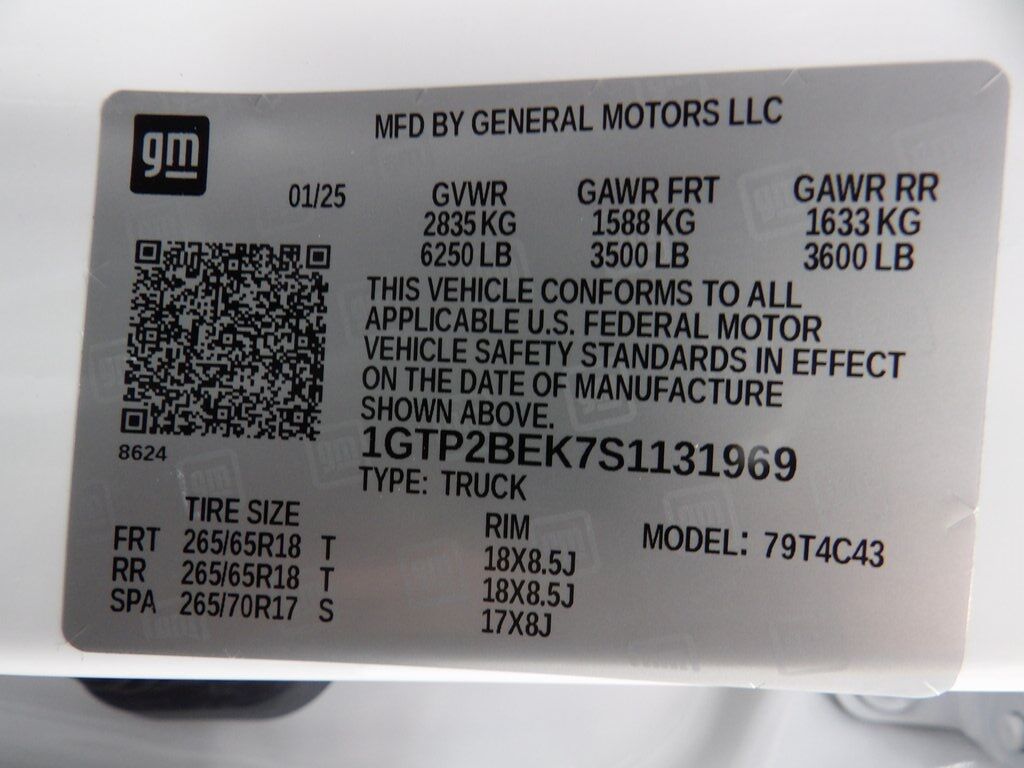 gm
MFD BY GENERAL MOTORS LLC
01/25 GVWR GAWR FRT GAWR RR
2835 KG 1588 KG 1633 KG
6250 LB 3500 LB 3600 LB
THIS VEHICLE CONFORMS TO ALL
APPLICABLE U.S. FEDERAL MOTOR
VEHICLE SAFETY STANDARDS IN EFFECT
ON THE DATE OF MANUFACTURE
SHOWN ABOVE.
8624
1GTP2BEK7S1131969
TYPE: TRUCK
TIRE SIZE RIM MODEL: 79T4C43
FRT 265/65R18 T 18X8.5J
RR 265/65R18 T 18X8.5J
SPA 265/70R17 S 17X8J